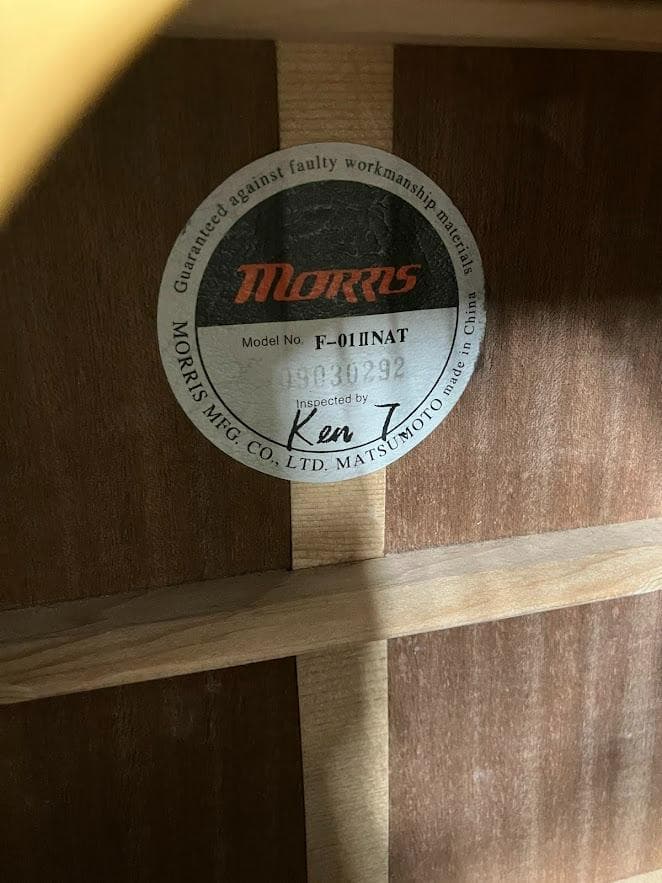 Guaranteed against faulty workmanship materials.
MORRIS
Model No. F-01ⅡNAT
09030292
Inspected by
Ken T.
MORRIS MFG. CO., LTD. MATSUMOTO made in China